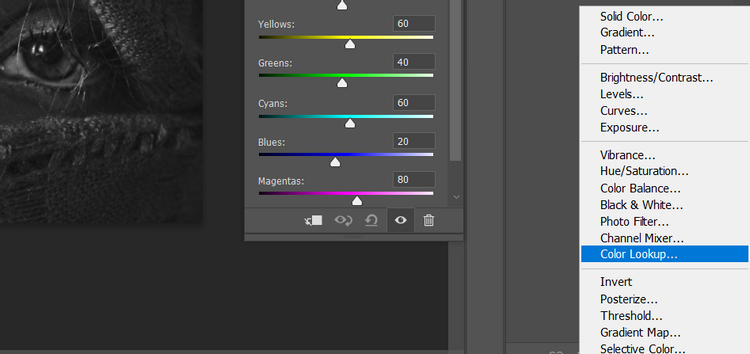 Yellows: 60
Greens: 40
Cyans: 60
Blues: 20
Magentas: 80
Solid Color...
Gradient...
Pattern...
Brightness/Contrast...
Levels...
Curves...
Exposure...
Vibrance...
Hue/Saturation...
Color Balance...
Black & White...
Photo Filter...
Channel Mixer...
Color Lookup...
Invert
Posterize...
Threshold...
Gradient Map...
Selective Color...